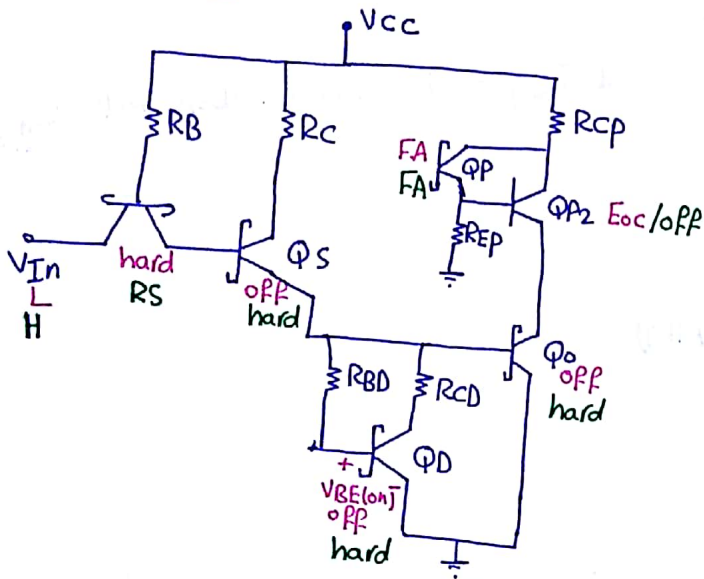 VCC
RB
RC
RCP
FA
QP
FA
QP2 EOC/off
REP
VIn
hard
QS
L
RS
off
H
hard
RBD
RCD
Qo
off
hard
+
QD
VBE(on)-
off
hard